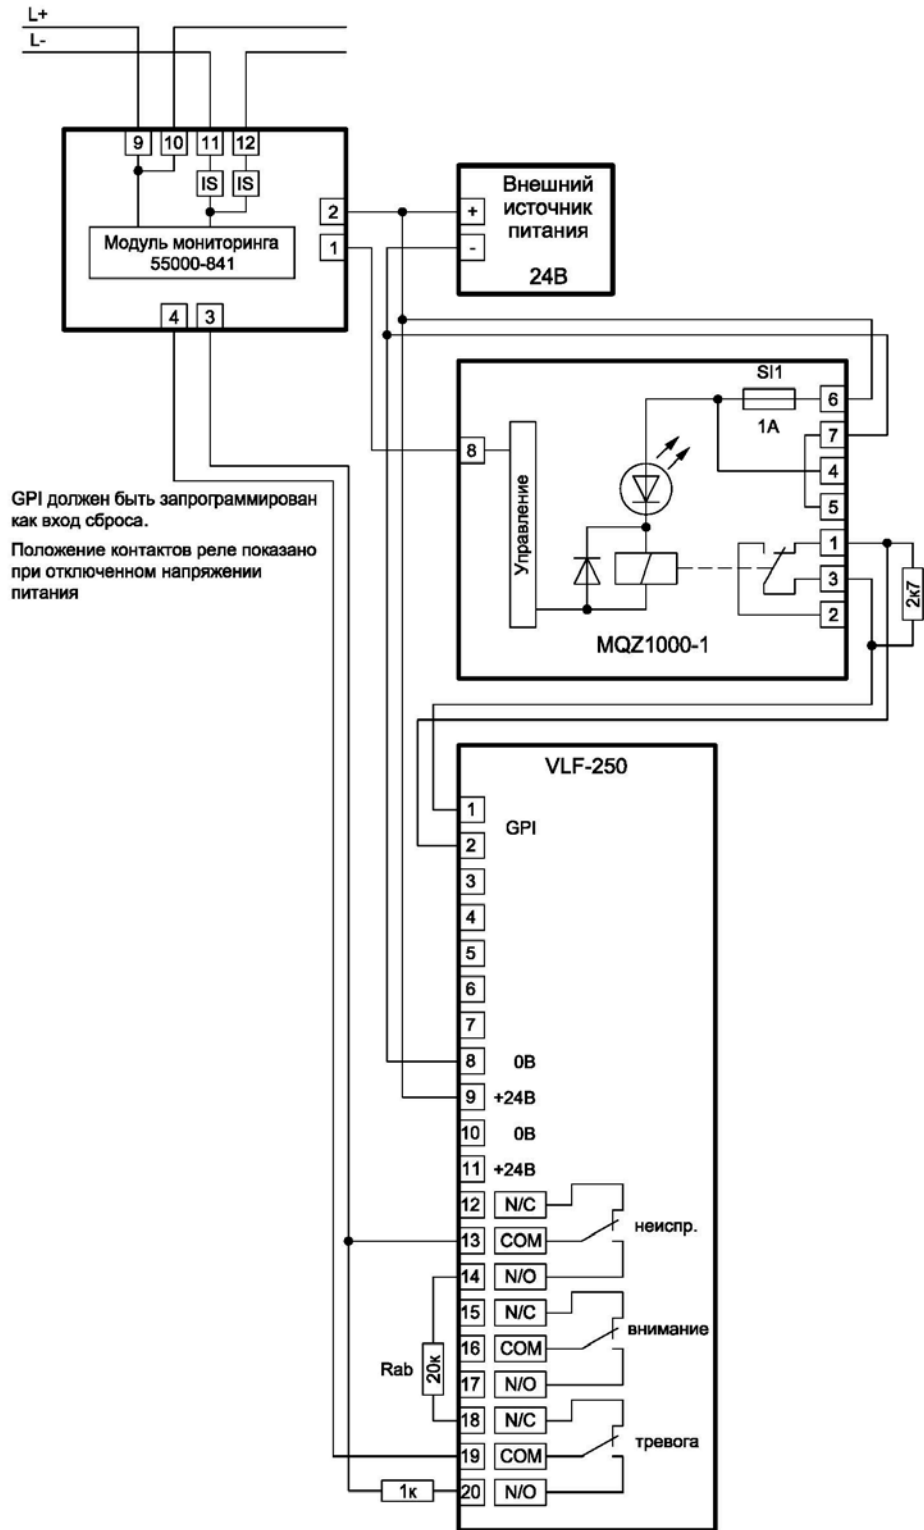 L+
L-
9 10 11 12
IS IS
2
1
Модуль мониторинга
55000-841
4 3
Внешний
источник
питания
+
-
24В
GPI должен быть запрограммирован
как вход сброса.
Положение контактов реле показано
при отключенном напряжении
питания
SI1
1А
6
7
4
5
8
Управление
1
3
2
2к7
MQZ1000-1
VLF-250
1
GPI
2
3
4
5
6
7
8 0В
9 +24В
10 0В
11 +24В
12 N/C
неиспр.
13 COM
14 N/O
15 N/C
внимание
16 COM
Rab 20к
17 N/O
18 N/C
тревога
19 COM
1к
20 N/O